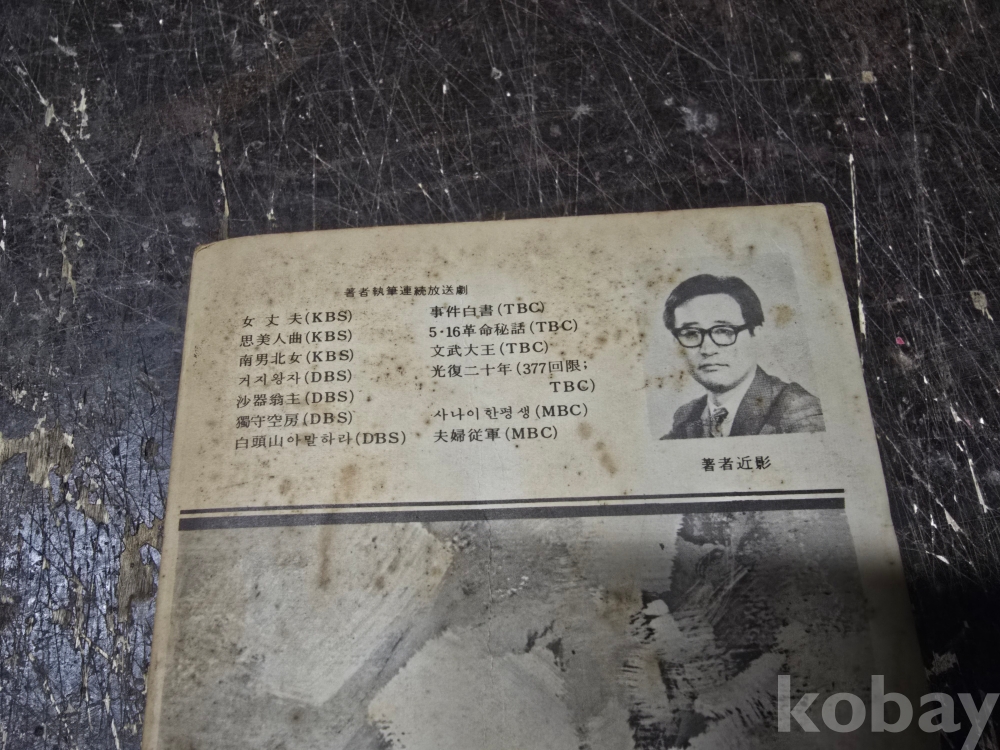 著者執筆連続放送劇
女丈夫(KBS)
思美人曲(KBS)
南男北女(KBS)
거지왕자(DBS)
沙器翁主(DBS)
獨守空房(DBS)
白頭山아말하라(DBS)
事件白書(TBC)
5·16革命秘話(TBC)
文武大王(TBC)
光復二十年(377回限;
TBC)
사나이한평생(MBC)
夫婦従軍(MBC)
著者近影
kobay